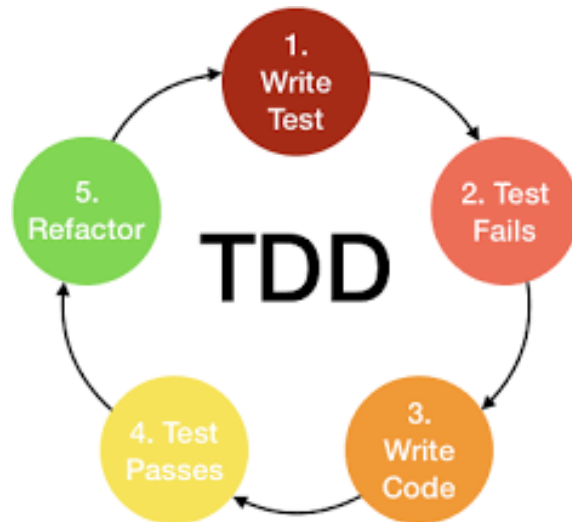 1.
Write
Test
2. Test
Fails
3.
Write
Code
4. Test
Passes
5.
Refactor
TDD